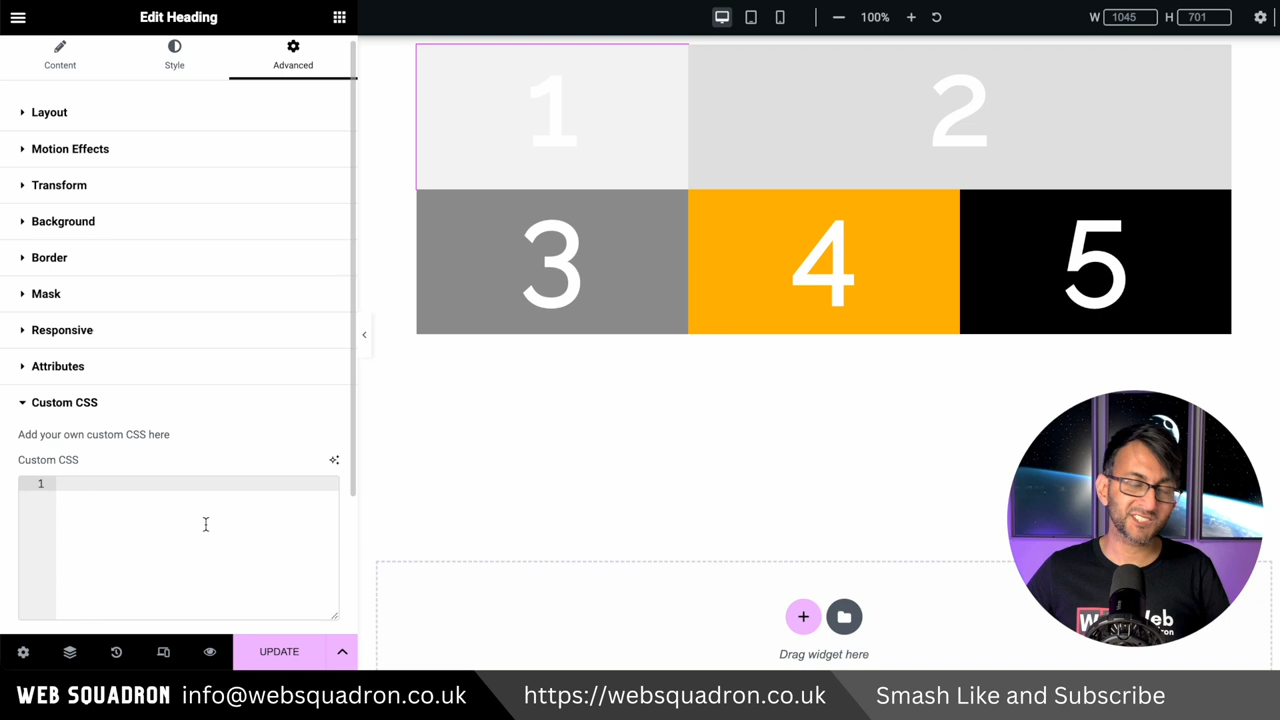 Edit Heading
100%
W 1045 H 701
Content Style Advanced
Layout
Motion Effects
Transform
Background
Border
Mask
Responsive
Attributes
Custom CSS
Add your own custom CSS here
Custom CSS
1
UPDATE
1 2
3 4 5
Drag widget here
WEB SQUADRON info@websquadron.co.uk https://websquadron.co.uk Smash Like and Subscribe